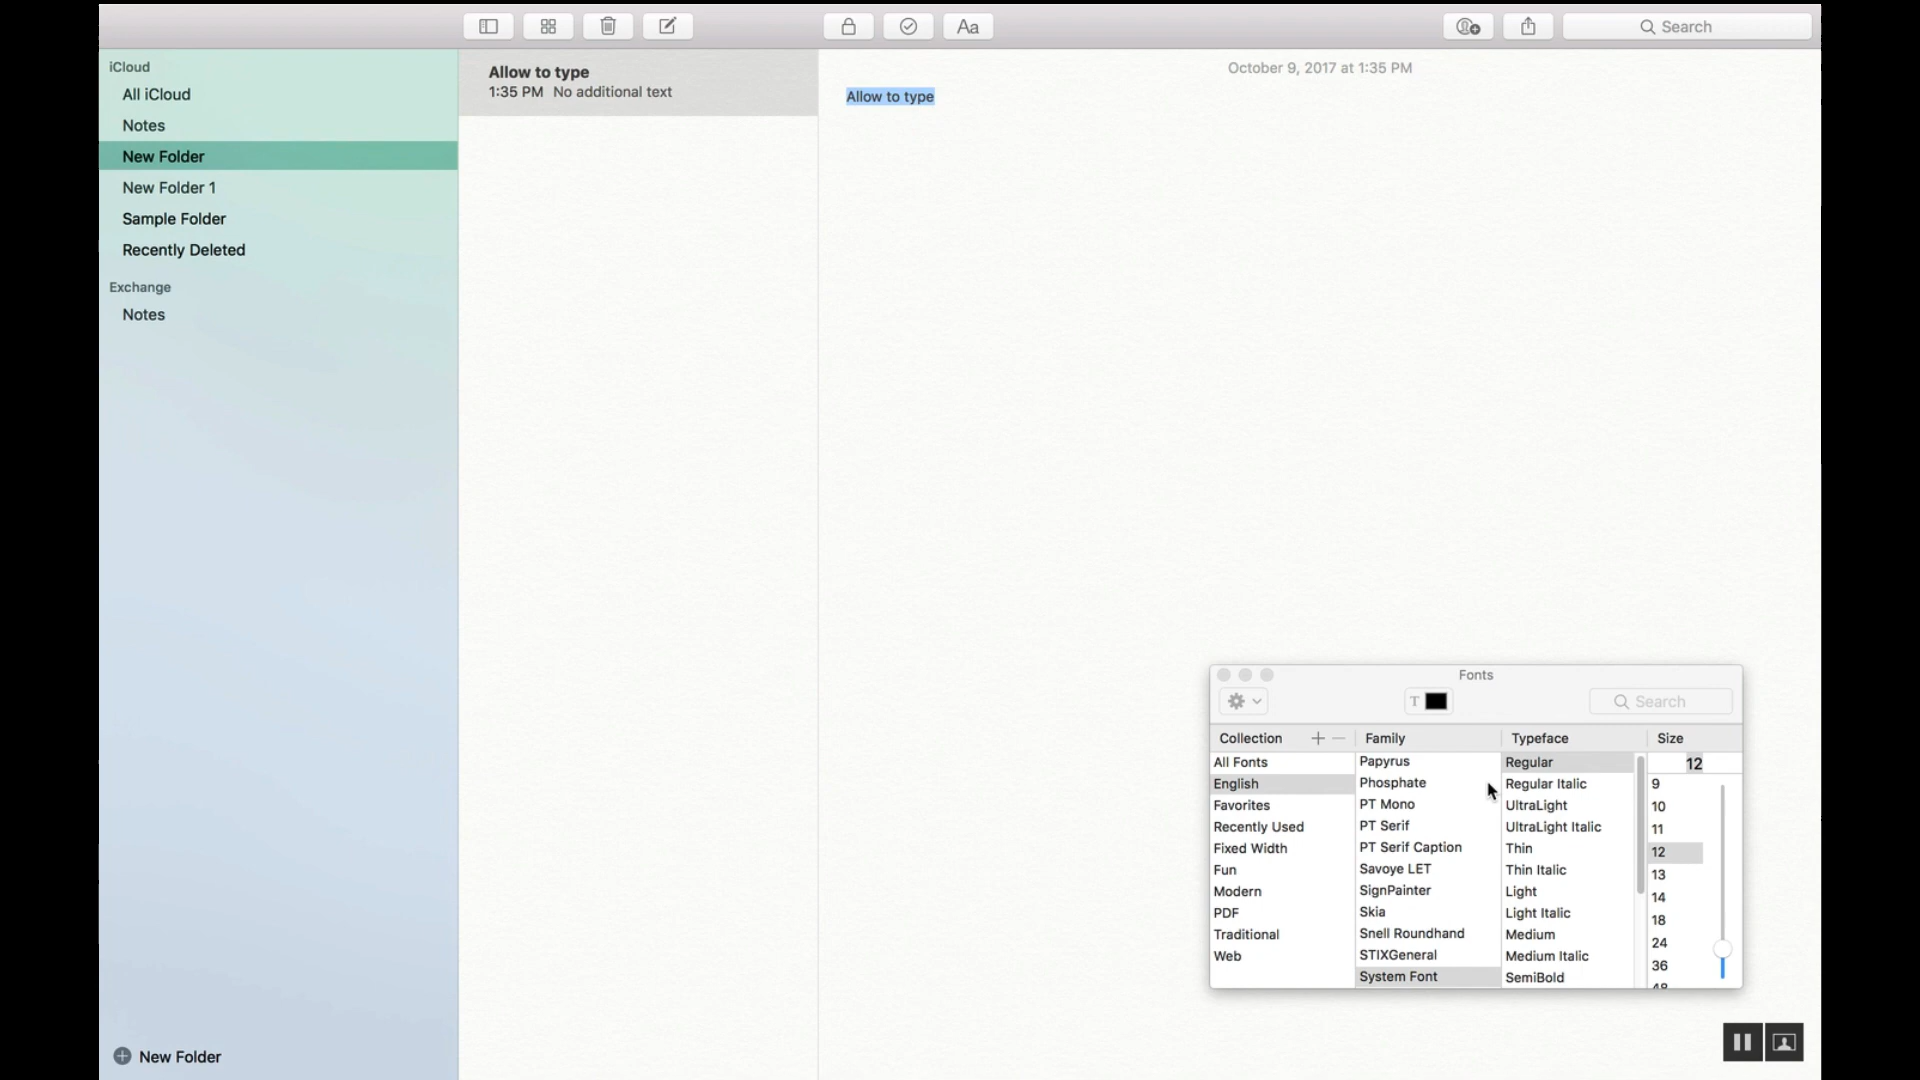 Aa
Search
iCloud
All iCloud
Notes
New Folder
New Folder 1
Sample Folder
Recently Deleted
Exchange
Notes
New Folder
Allow to type
1:35 PM No additional text
October 9, 2017 at 1:35 PM
Allow to type
Fonts
T
Search
Collection + −
All Fonts
English
Favorites
Recently Used
Fixed Width
Fun
Modern
PDF
Traditional
Web
Family
Papyrus
Phosphate
PT Mono
PT Serif
PT Serif Caption
Savoye LET
SignPainter
Skia
Snell Roundhand
STIXGeneral
System Font
Typeface
Regular
Regular Italic
UltraLight
UltraLight Italic
Thin
Thin Italic
Light
Light Italic
Medium
Medium Italic
SemiBold
Size
12
9
10
11
12
13
14
18
24
36
48